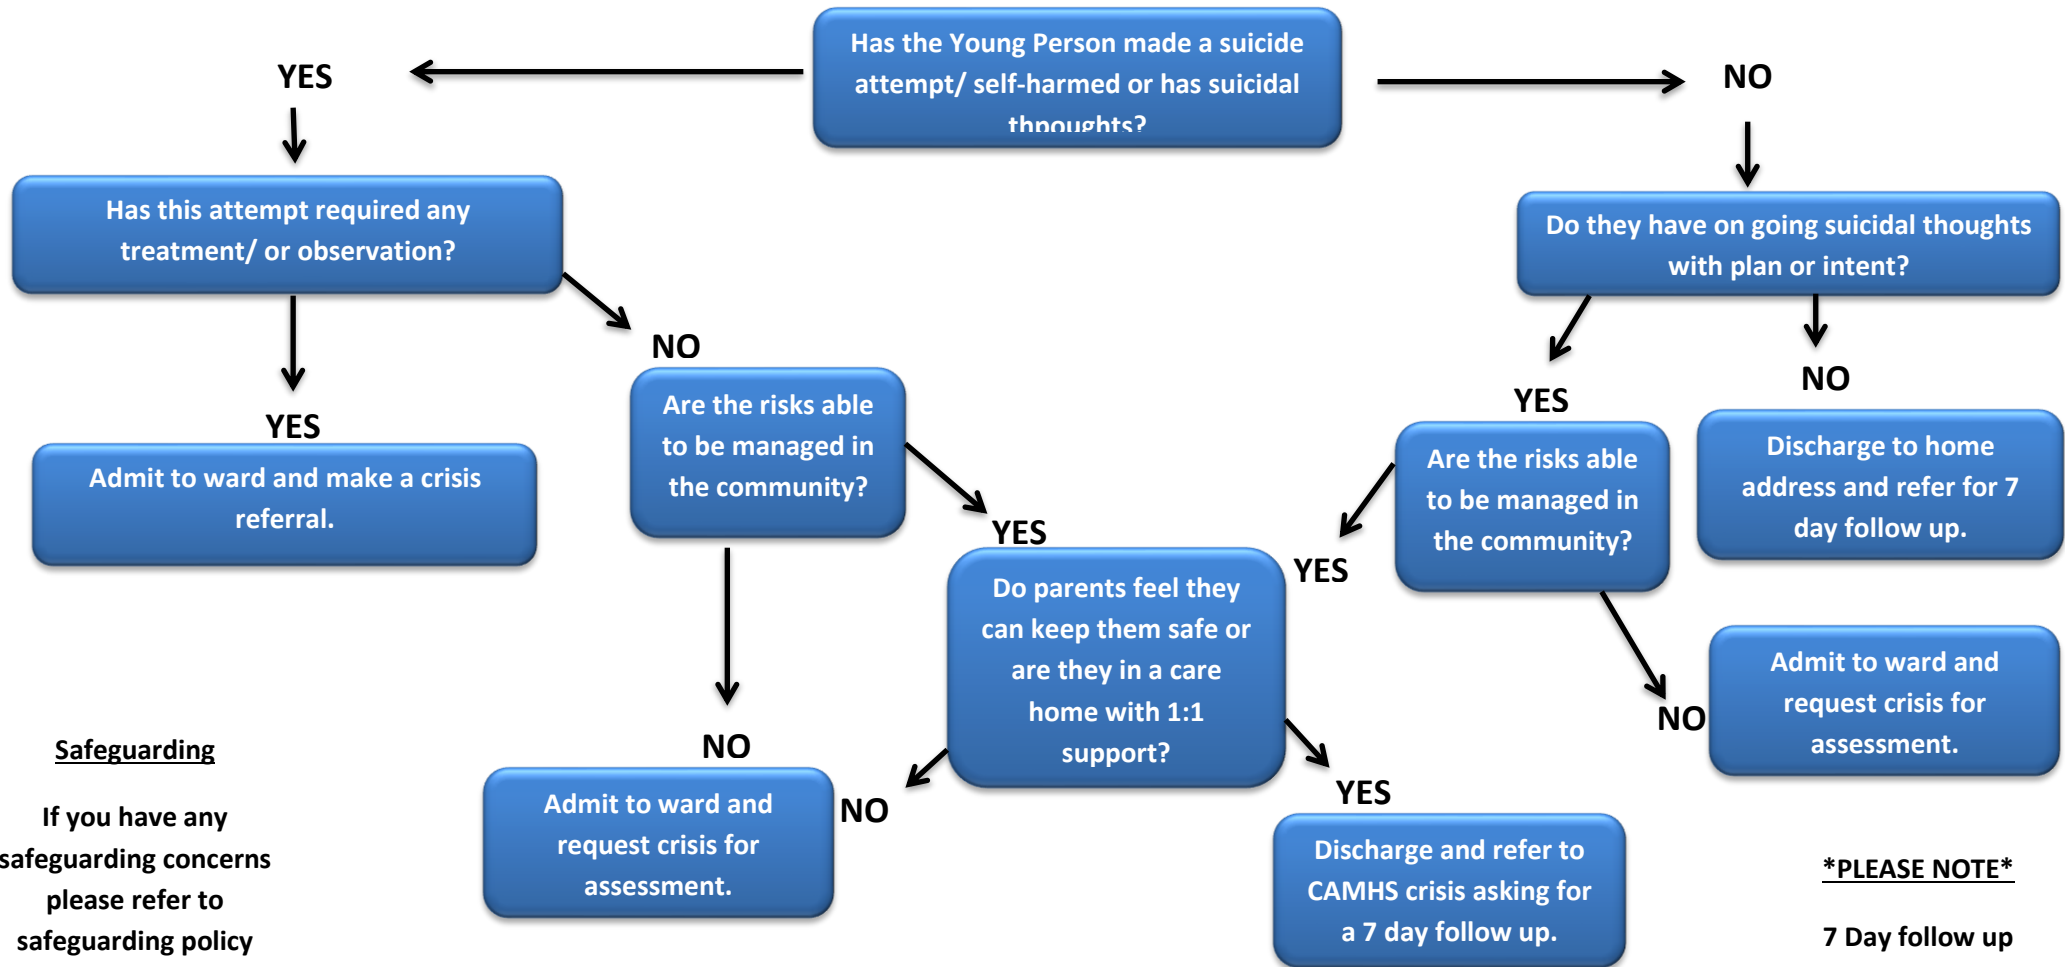 Has the Young Person made a suicide
attempt/ self-harmed or has suicidal
thpoughts?
YES
NO
Has this attempt required any
treatment/ or observation?
Do they have on going suicidal thoughts
with plan or intent?
NO
YES
NO
YES
Are the risks able
to be managed in
the community?
Admit to ward and make a crisis
referral.
Are the risks able
to be managed in
the community?
Discharge to home
address and refer for 7
day follow up.
YES
YES
Do parents feel they
can keep them safe or
are they in a care
home with 1:1
support?
NO
Admit to ward and
request crisis for
assessment.
NO
Admit to ward and
request crisis for
assessment.
NO
YES
Discharge and refer to
CAMHS crisis asking for
a 7 day follow up.
Safeguarding
If you have any
safeguarding concerns
please refer to
safeguarding policy
*PLEASE NOTE*
7 Day follow up